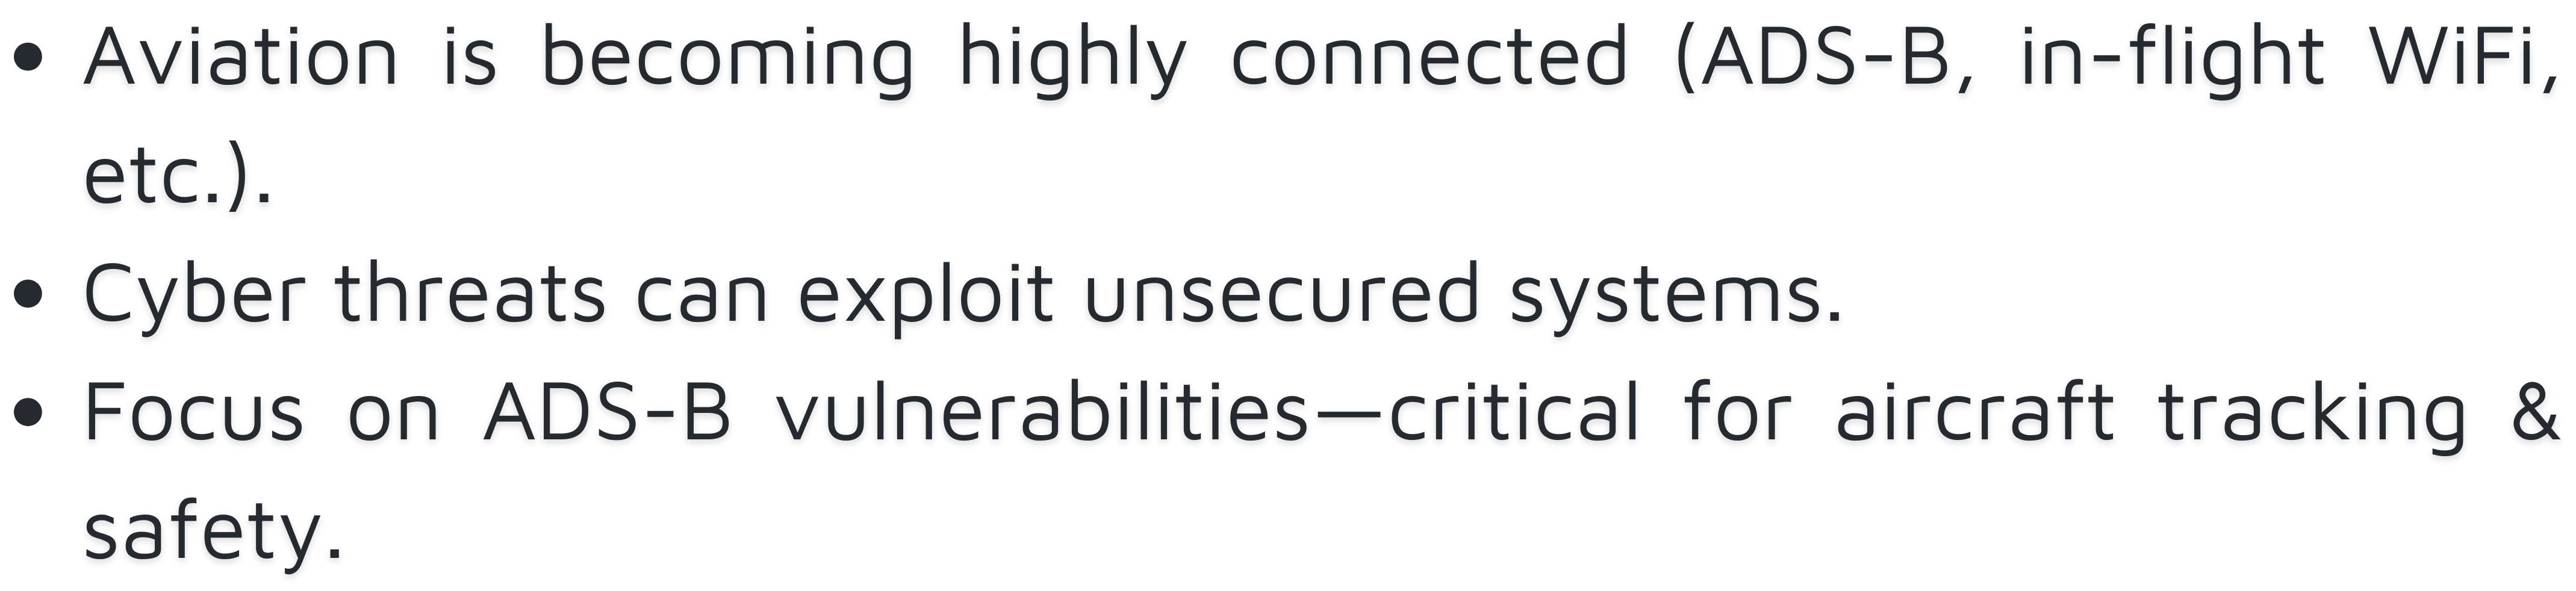 • Aviation is becoming highly connected (ADS-B, in-flight WiFi,
etc.).
• Cyber threats can exploit unsecured systems.
• Focus on ADS-B vulnerabilities—critical for aircraft tracking &
safety.